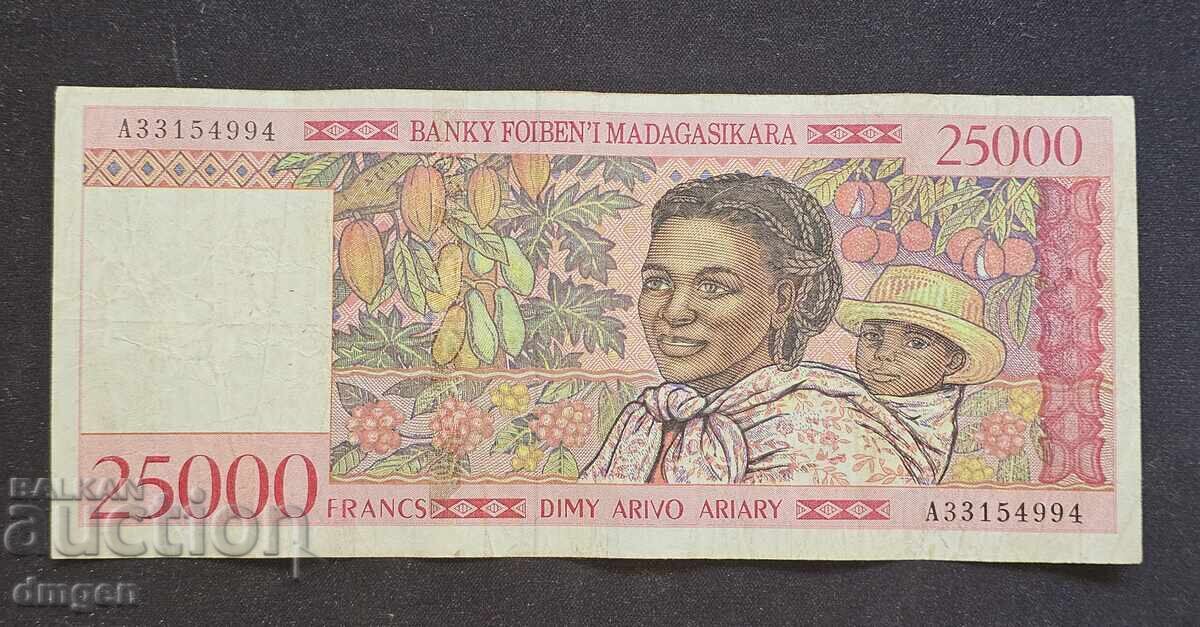 A33154994 BANKY FOIBEN'I MADAGASIKARA 25000
25000 FRANCS DIMY ARIVO ARIARY A33154994
BALKAN
auction
dmgen